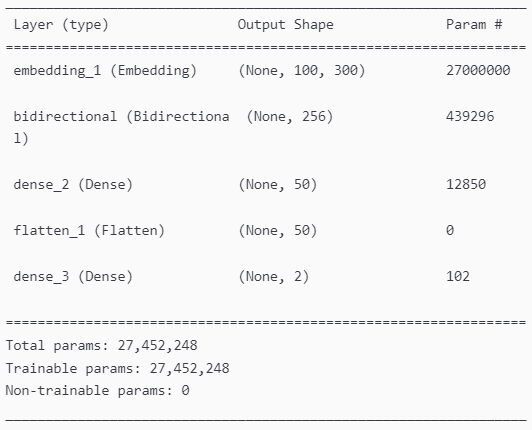 Layer (type) Output Shape Param #
embedding_1 (Embedding) (None, 100, 300) 27000000
bidirectional (Bidirectiona (None, 256) 439296
l)
dense_2 (Dense) (None, 50) 12850
flatten_1 (Flatten) (None, 50) 0
dense_3 (Dense) (None, 2) 102
Total params: 27,452,248
Trainable params: 27,452,248
Non-trainable params: 0